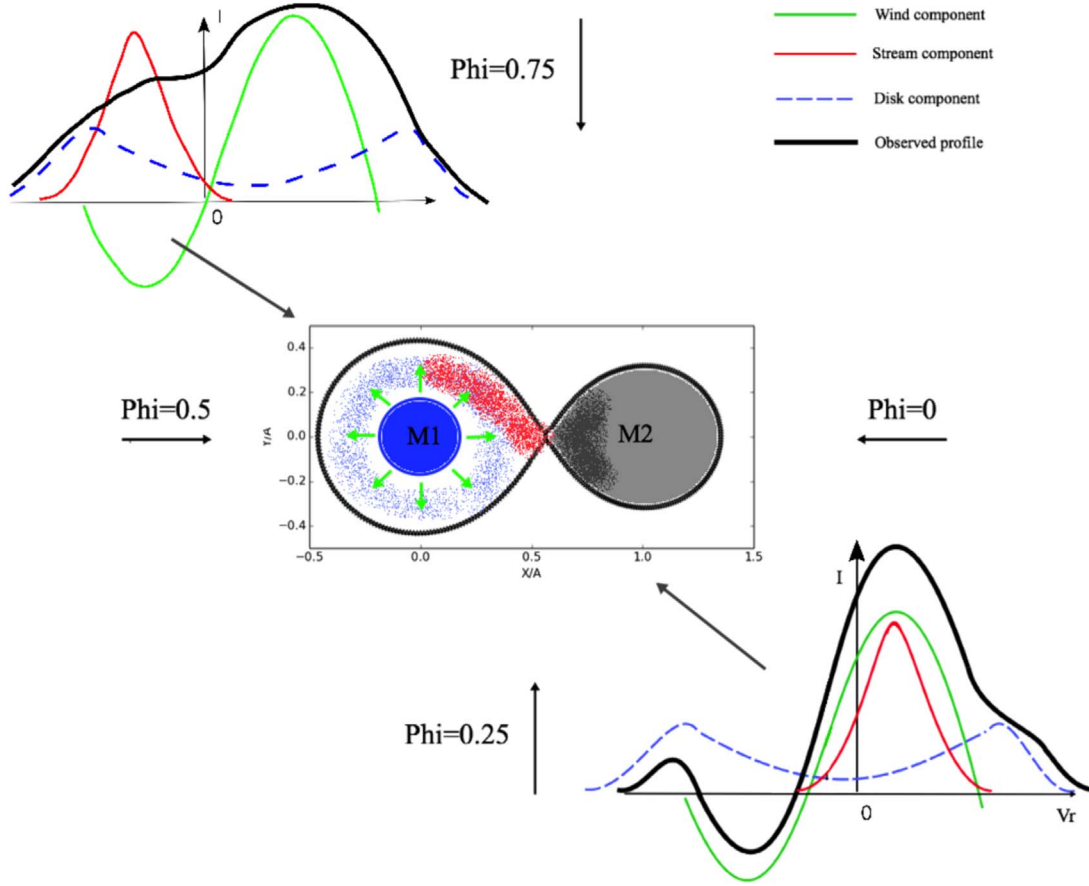 I
Phi=0.75
Wind component
Stream component
Disk component
Observed profile
0
Phi=0.5
Phi=0
0.4
0.2
0.0
−0.2
−0.4
Y/A
M1
M2
−0.5
0.0
0.5
1.0
1.5
X/A
I
Phi=0.25
0
Vr